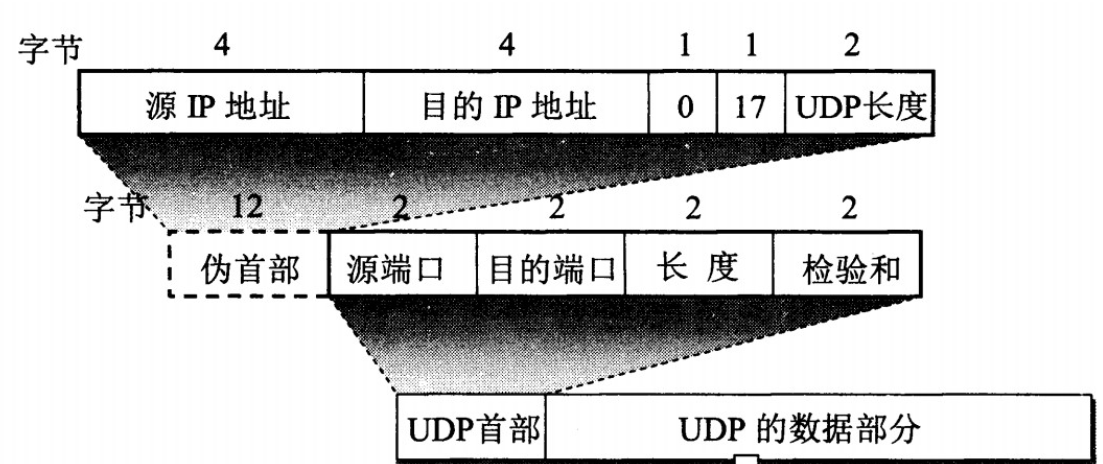 字节 4 4 1 1 2
源 IP 地址 目的 IP 地址 0 17 UDP长度
字节 12 2 2 2 2
伪首部 源端口 目的端口 长 度 检验和
UDP首部 UDP 的数据部分